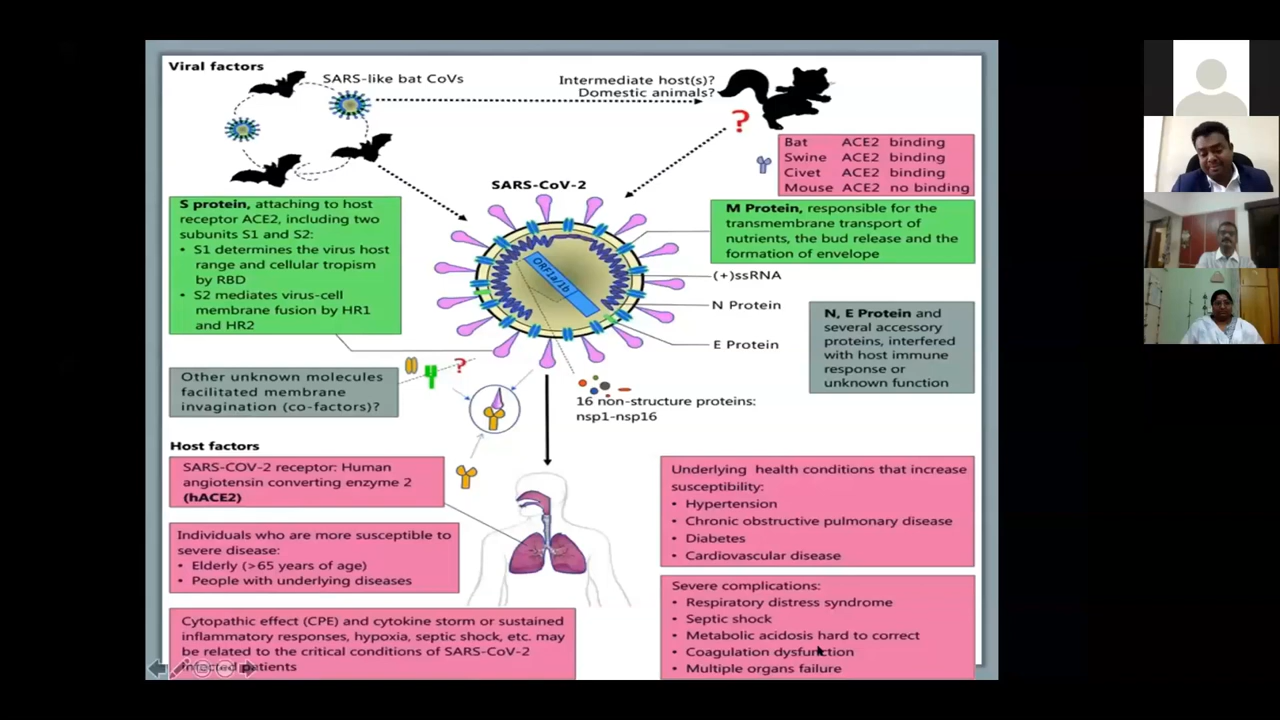 Viral factors
SARS-like bat CoVs
Intermediate host(s)?
Domestic animals?
?
Bat ACE2 binding
Swine ACE2 binding
Civet ACE2 binding
Mouse ACE2 no binding
SARS-CoV-2
S protein, attaching to host
receptor ACE2, including two
subunits S1 and S2:
• S1 determines the virus host
range and cellular tropism
by RBD
• S2 mediates virus-cell
membrane fusion by HR1
and HR2
M Protein, responsible for the
transmembrane transport of
nutrients, the bud release and the
formation of envelope
ORF1a/1b
(+)ssRNA
N Protein
E Protein
N, E Protein and
several accessory
proteins, interfered
with host immune
response or
unknown function
Other unknown molecules
facilitated membrane
invagination (co-factors)?
?
16 non-structure proteins:
nsp1-nsp16
Host factors
SARS-COV-2 receptor: Human
angiotensin converting enzyme 2
(hACE2)
Individuals who are more susceptible to
severe disease:
• Elderly (>65 years of age)
• People with underlying diseases
Cytopathic effect (CPE) and cytokine storm or sustained
inflammatory responses, hypoxia, septic shock, etc. may
be related to the critical conditions of SARS-CoV-2
infected patients
Underlying health conditions that increase
susceptibility:
• Hypertension
• Chronic obstructive pulmonary disease
• Diabetes
• Cardiovascular disease
Severe complications:
• Respiratory distress syndrome
• Septic shock
• Metabolic acidosis hard to correct
• Coagulation dysfunction
• Multiple organs failure